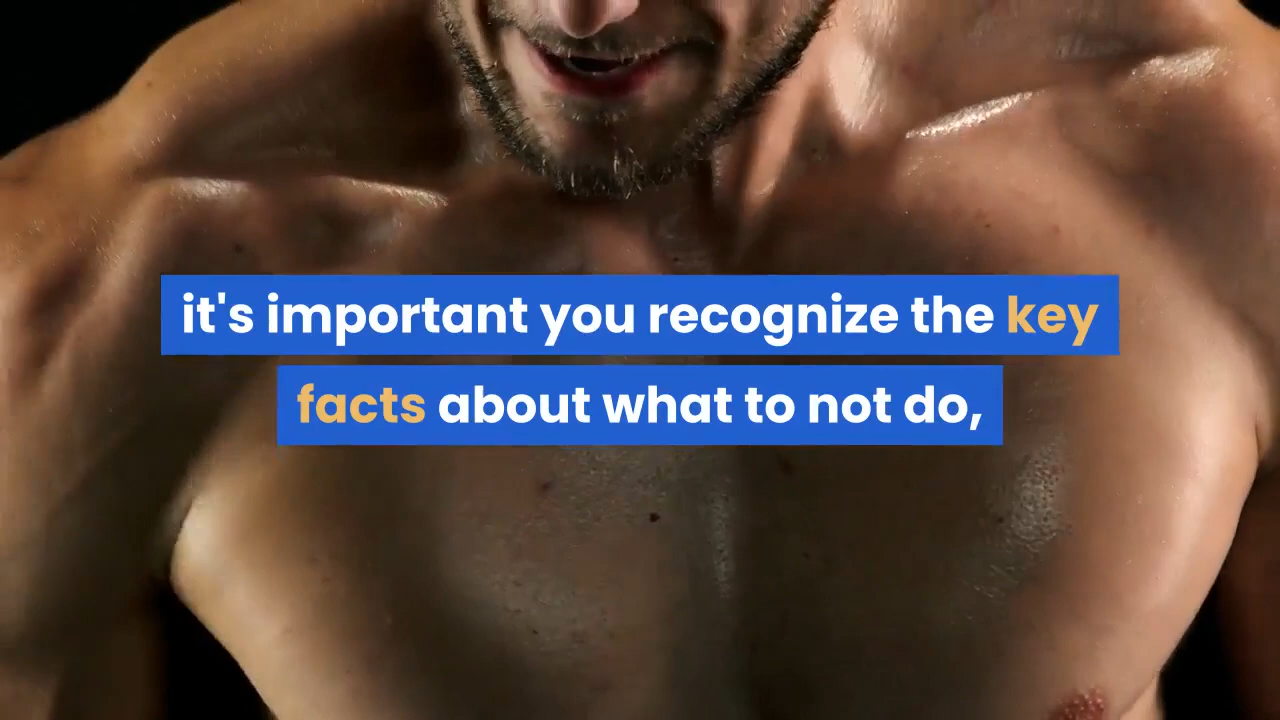 it's important you recognize the key
facts about what to not do,